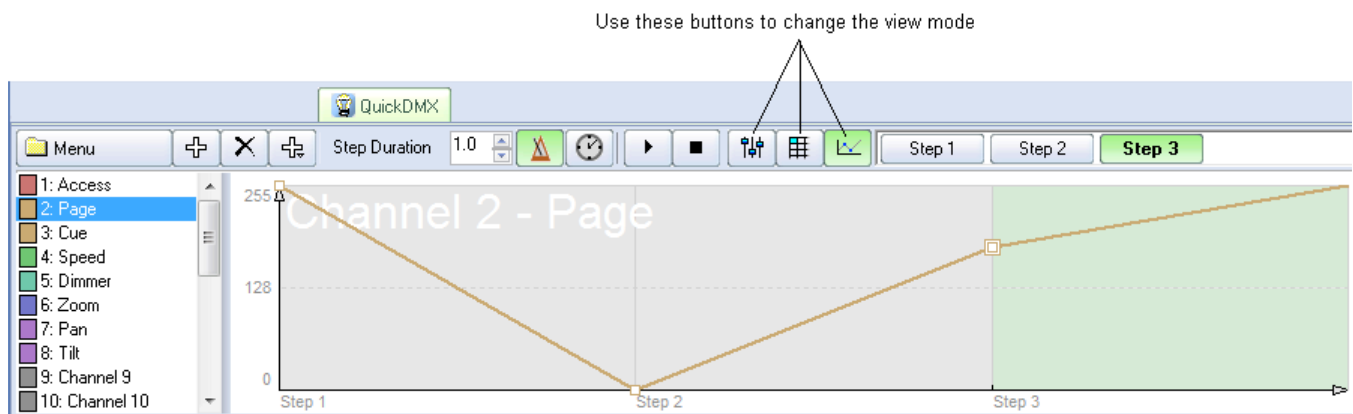 Use these buttons to change the view mode
QuickDMX
Menu Step Duration 1.0 Step 1 Step 2 Step 3
1: Access
2: Page
3: Cue
4: Speed
5: Dimmer
6: Zoom
7: Pan
8: Tilt
9: Channel 9
10: Channel 10
Channel 2 - Page
255
128
0
Step 1 Step 2 Step 3